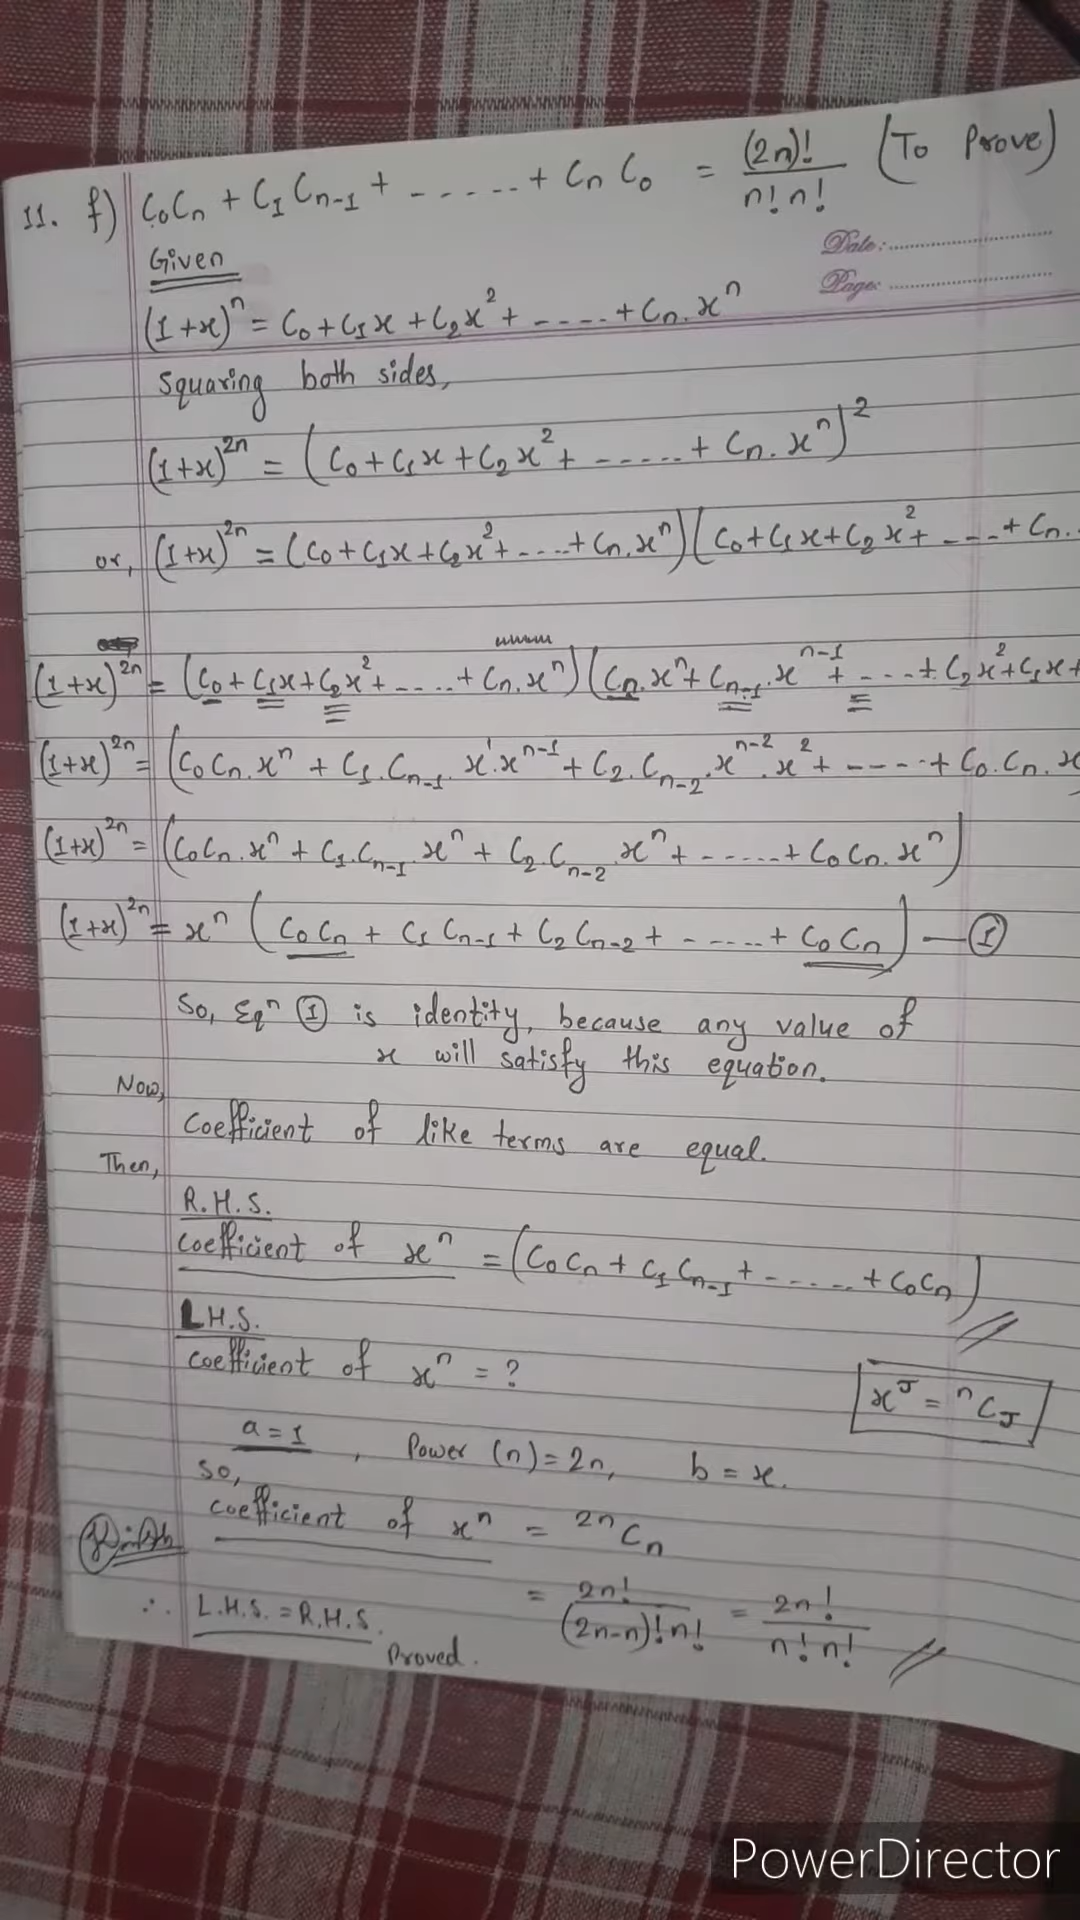 11. f) C₀Cₙ + C₁Cₙ₋₁ + ------ + CₙC₀ = (2n)!/n!n! (To Prove)
Date:
Page:
Given
(1+x)ⁿ = C₀+C₁x+C₂x²+ ----- +Cₙ.xⁿ
Squaring both sides,
(1+x)²ⁿ = (C₀+C₁x+C₂x²+ ------ + Cₙ.xⁿ)²
or, (1+x)²ⁿ = (C₀+C₁x+C₂x²+ ----+Cₙ.xⁿ)(C₀+C₁x+C₂x²+ ----+Cₙ.
(1+x)²ⁿ = (C₀+C₁x+C₂x²+ ----+Cₙ.xⁿ)(Cₙ.xⁿ+Cₙ₋₁.xⁿ⁻¹+ ----+C₂x²+C₁x+
(1+x)²ⁿ = (C₀Cₙ.xⁿ + C₁.Cₙ₋₁.x¹.xⁿ⁻¹+C₂.Cₙ₋₂.xⁿ⁻².x²+ -----+C₀.Cₙ.x
(1+x)²ⁿ = (C₀Cₙ.xⁿ + C₁.Cₙ₋₁.xⁿ + C₂.Cₙ₋₂.xⁿ+ ------+C₀Cₙ.xⁿ)
(1+x)²ⁿ = xⁿ (C₀Cₙ + C₁Cₙ₋₁ + C₂Cₙ₋₂ + ------ + C₀Cₙ) — ①
So, Eqⁿ ① is identity, because any value of
x will satisfy this equation.
Now,
Coefficient of like terms are equal.
Then,
R.H.S.
Coefficient of xⁿ = (C₀Cₙ + C₁Cₙ₋₁+ ------ + C₀Cₙ)
L.H.S.
Coefficient of xⁿ = ?
xᴶ = ⁿCᴊ
a=1, Power (n)=2n, b = x.
So,
coefficient of xⁿ = ²ⁿCₙ
= 2n!/(2n-n)!n! = 2n!/n!n!
∴ L.H.S. = R.H.S.
Proved.
PowerDirector